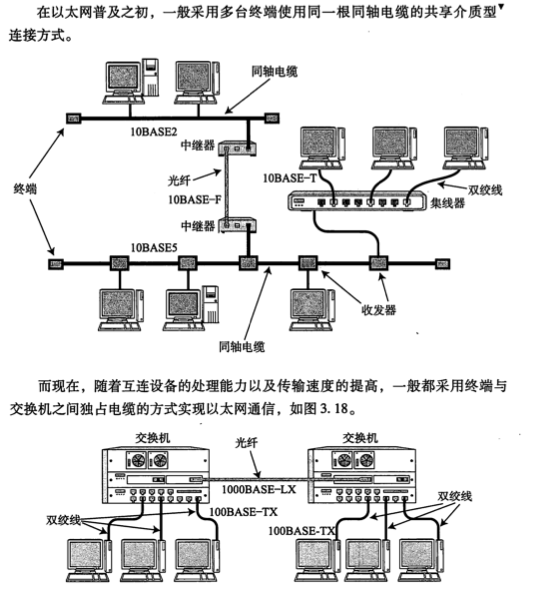 在以太网普及之初，一般采用多台终端使用同一根同轴电缆的共享介质型▼
连接方式。
同轴电缆
10BASE2
中继器
光纤
10BASE-F
10BASE-T
双绞线
集线器
终端
中继器
10BASE5
收发器
同轴电缆
而现在，随着互连设备的处理能力以及传输速度的提高，一般都采用终端与
交换机之间独占电缆的方式实现以太网通信，如图3.18。
交换机
光纤
交换机
1000BASE-LX
双绞线
100BASE-TX
双绞线
100BASE-TX